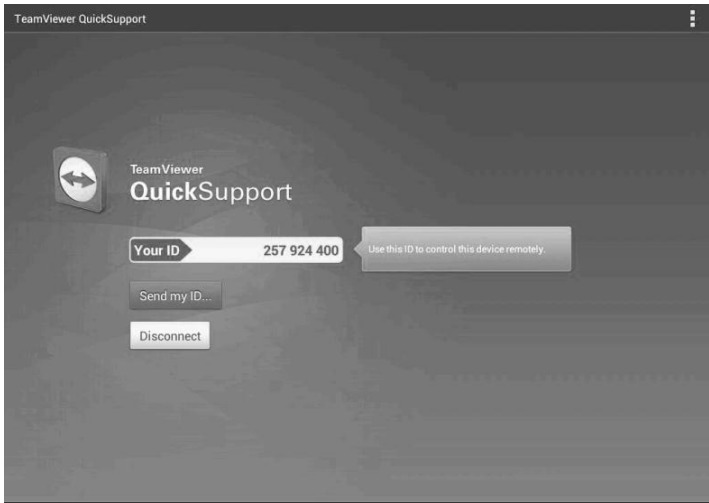 TeamViewer QuickSupport
TeamViewer
QuickSupport
Your ID 257 924 400
Use this ID to control this device remotely.
Send my ID...
Disconnect